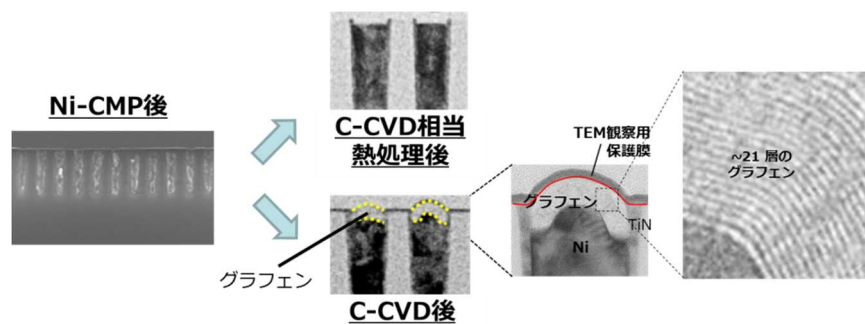 Ni-CMP後
C-CVD相当
熱処理後
グラフェン
C-CVD後
TEM観察用
保護膜
グラフェン
TiN
Ni
~21 層の
グラフェン